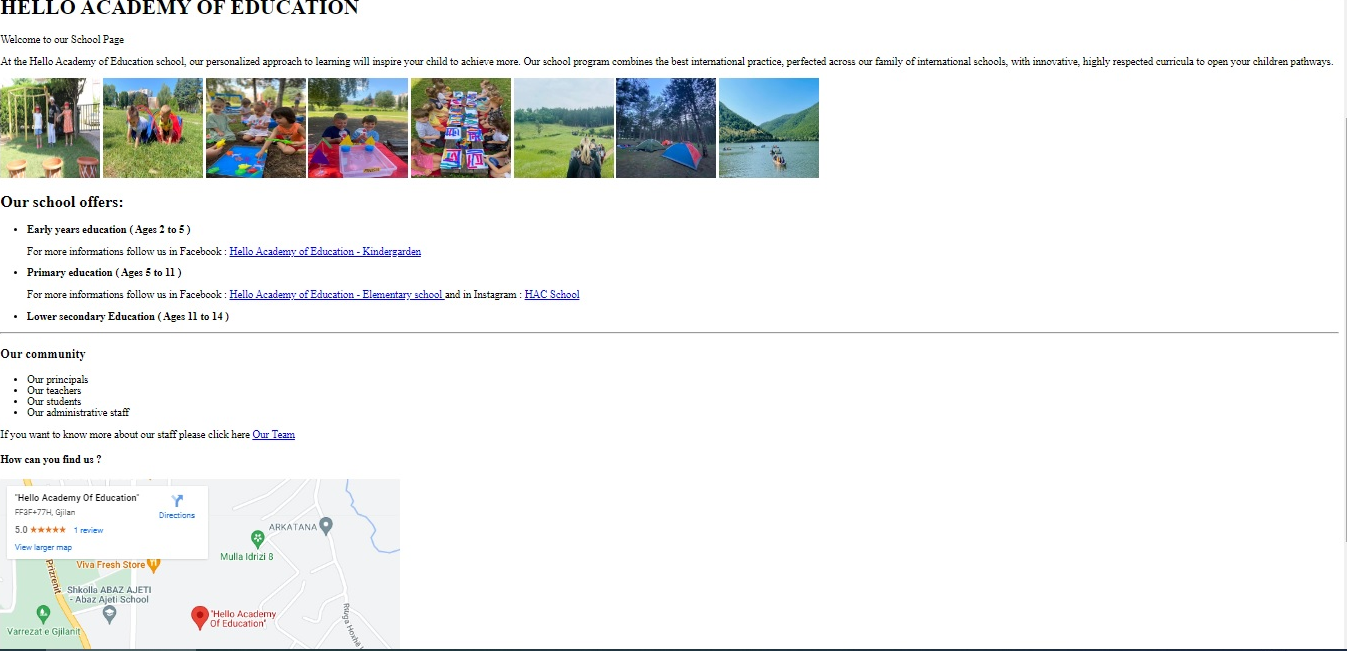 HELLO ACADEMY OF EDUCATION
Welcome to our School Page
At the Hello Academy of Education school, our personalized approach to learning will inspire your child to achieve more. Our school program combines the best international practice, perfected across our family of international schools, with innovative, highly respected curricula to open your children pathways.
Our school offers:
• Early years education ( Ages 2 to 5 )
For more informations follow us in Facebook : Hello Academy of Education - Kindergarden
• Primary education ( Ages 5 to 11 )
For more informations follow us in Facebook : Hello Academy of Education - Elementary school and in Instagram : HAC School
• Lower secondary Education ( Ages 11 to 14 )
Our community
• Our principals
• Our teachers
• Our students
• Our administrative staff
If you want to know more about our staff please click here Our Team
How can you find us ?
"Hello Academy Of Education"
Directions
FF3F+77H, Gjilan
5.0 ★★★★★ 1 review
View larger map
ARKATANA
Mulla Idrizi 8
Viva Fresh Store
Prizrenit
Shkolla ABAZ AJETI
- Abaz Ajeti School
"Hello Academy
Of Education"
Varrezat e Gjilanit
Rruga Hoxhë